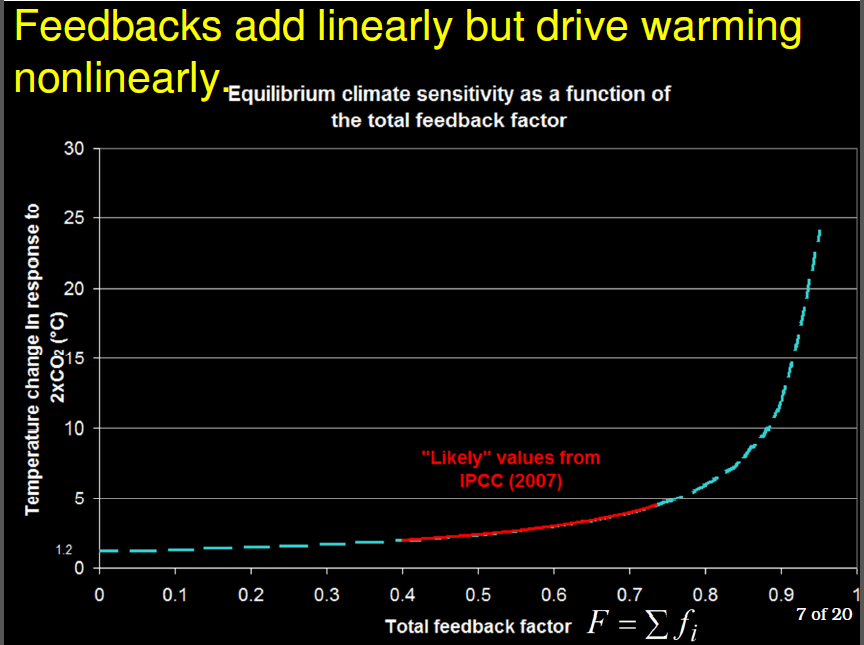 Feedbacks add linearly but drive warming
nonlinearly.
Equilibrium climate sensitivity as a function of
the total feedback factor
Temperature change In response to
2xCO₂ (°C)
30
25
20
15
10
5
1.2
0
"Likely" values from
IPCC (2007)
0 0.1 0.2 0.3 0.4 0.5 0.6 0.7 0.8 0.9 1
7 of 20
Total feedback factor F = ∑ fᵢ